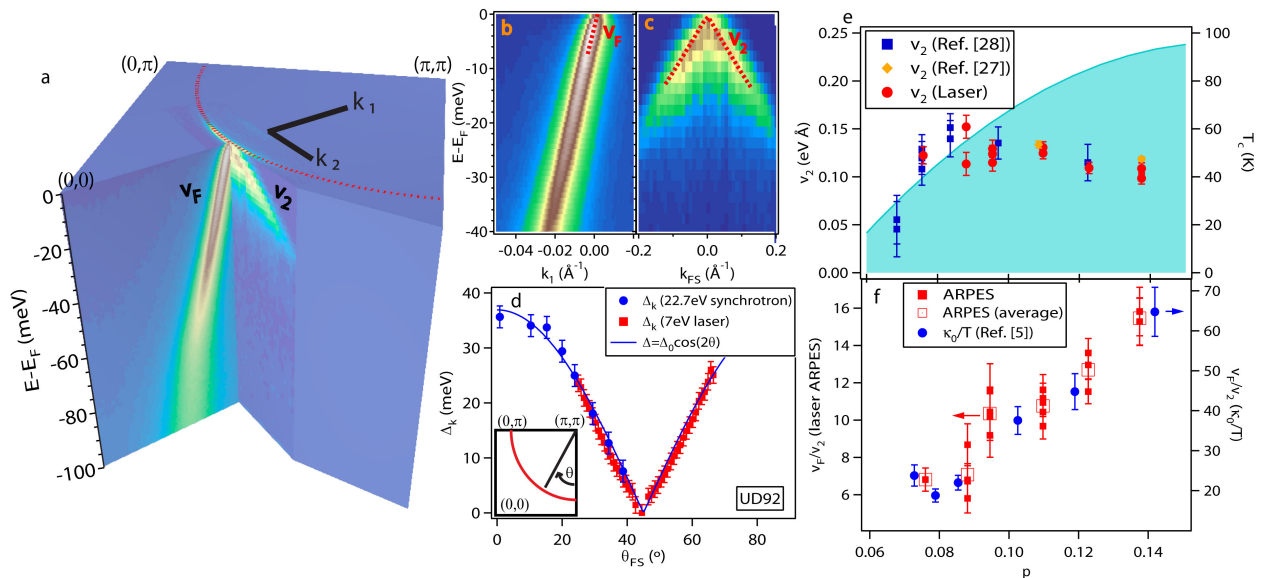 a
(0,π)
(π,π)
k 1
k 2
(0,0)
vF
v2
0
-20
-40
-60
-80
-100
E-EF (meV)
b
vF
0
-10
-20
-30
-40
E-EF (meV)
-0.04
-0.02
0.00
k1 (Å-1)
c
v2
-0.2
0.0
0.2
kFS (Å-1)
d
Δk (22.7eV synchrotron)
Δk (7eV laser)
Δ=Δ0cos(2θ)
40
30
20
10
0
Δk (meV)
(0,π)
(π,π)
θ
(0,0)
UD92
0
20
40
60
80
θFS (º)
e
v2 (Ref. [28])
v2 (Ref. [27])
v2 (Laser)
0.25
0.20
0.15
0.10
0.05
0.00
v2 (eV Å)
100
80
60
40
20
0
Tc (K)
f
ARPES
ARPES (average)
κ0/T (Ref. [5])
16
14
12
10
8
6
vF/v2 (laser ARPES)
70
60
50
40
30
20
vF/v2 (κ0/T)
0.06
0.08
0.10
0.12
0.14
p